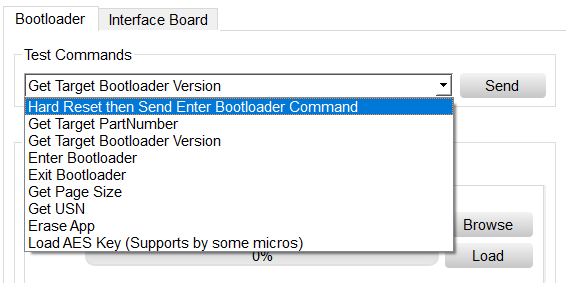 Bootloader
Interface Board
Test Commands
Get Target Bootloader Version
Send
Hard Reset then Send Enter Bootloader Command
Get Target PartNumber
Get Target Bootloader Version
Enter Bootloader
Exit Bootloader
Get Page Size
Get USN
Erase App
Browse
Load AES Key (Supports by some micros)
0%
Load